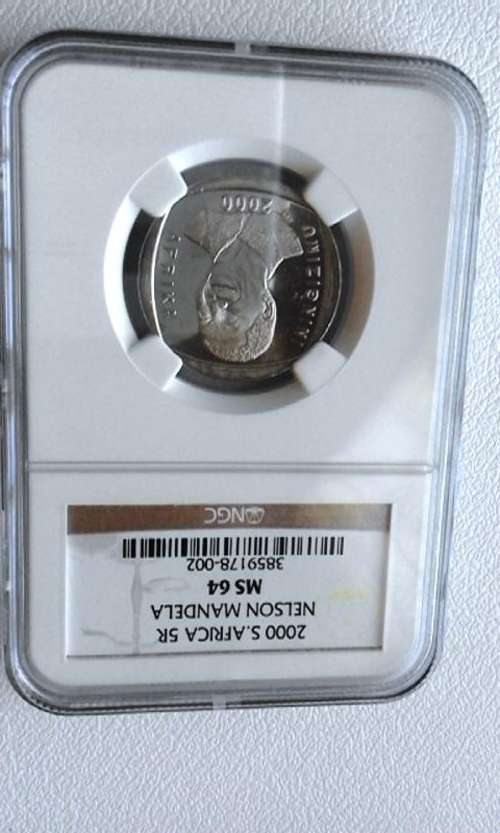 2000 S.AFRICA 5R
NELSON MANDELA
MS 64
3859178-002
NGC
AFRIKA
2000